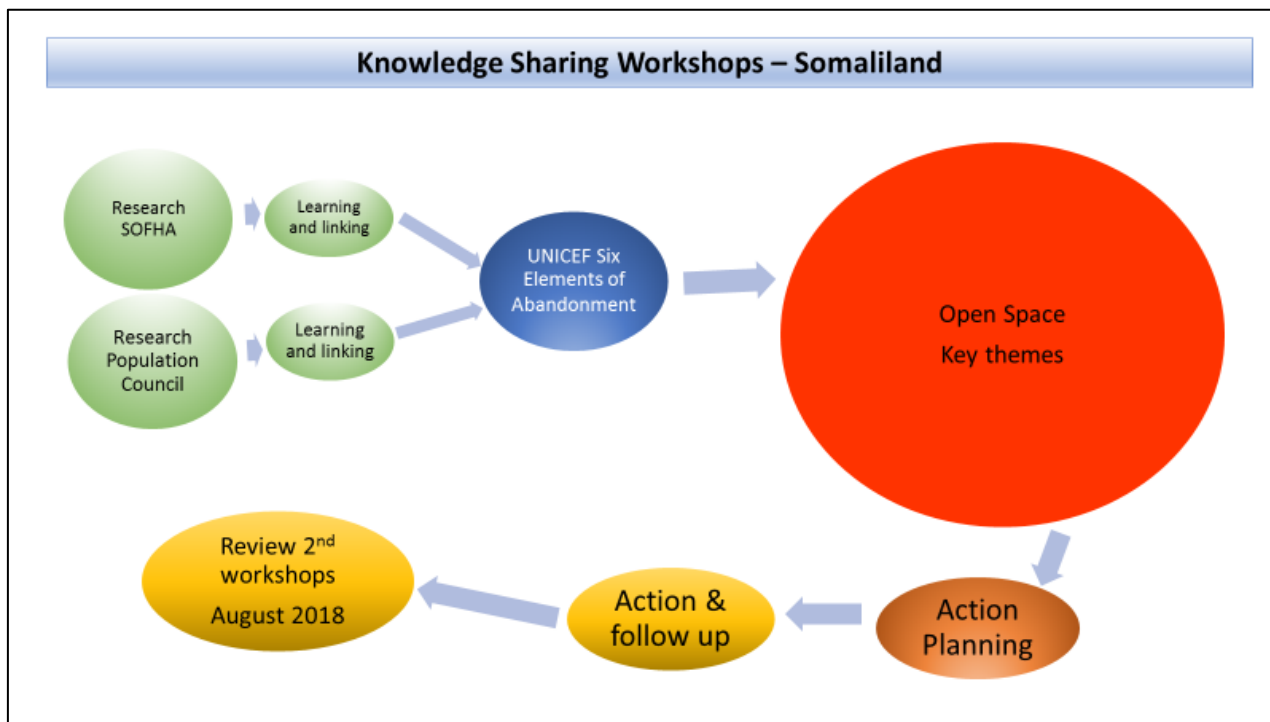 Knowledge Sharing Workshops – Somaliland
Research
SOFHA
Learning
and linking
Research
Population
Council
Learning
and linking
UNICEF Six
Elements of
Abandonment
Open Space
Key themes
Action
Planning
Action &
follow up
Review 2nd
workshops
August 2018